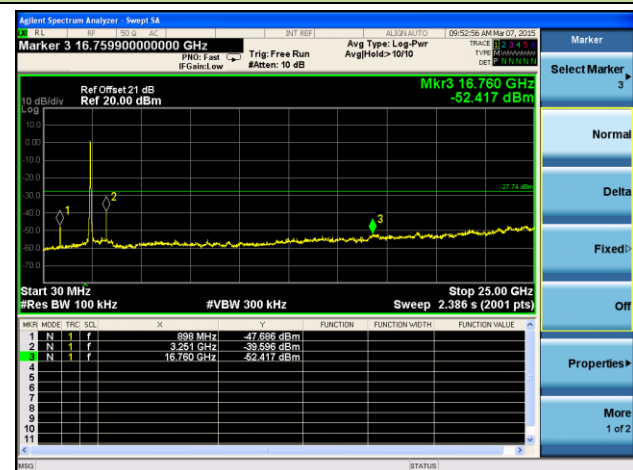 Agilent Spectrum Analyzer - Swept SA
RL RF 50 Ω AC INT REF ALIGN AUTO 09:52:56 AM Mar 07, 2015
Marker 3 16.759900000000 GHz
PNO: Fast
IFGain:Low
Trig: Free Run
#Atten: 10 dB
Avg Type: Log-Pwr
Avg|Hold:>10/10
TRACE 1 2 3 4 5 6
TYPE M
DET P N N N N N
Ref Offset 21 dB
Ref 20.00 dBm
10 dB/div
Log
Mkr3 16.760 GHz
-52.417 dBm
10.0
0.00
-10.0
-20.0
-30.0
-40.0
-50.0
-60.0
-70.0
-27.74 dBm
1
2
3
Start 30 MHz
Stop 25.00 GHz
#Res BW 100 kHz
#VBW 300 kHz
Sweep 2.386 s (2001 pts)
MKR MODE TRC SCL X Y FUNCTION FUNCTION WIDTH FUNCTION VALUE
1 N 1 f 898 MHz -47.686 dBm
2 N 1 f 3.251 GHz -39.596 dBm
3 N 1 f 16.760 GHz -52.417 dBm
4
5
6
7
8
9
10
11
MSG STATUS
Marker
Select Marker
3
Normal
Delta
Fixed
Off
Properties
More
1 of 2